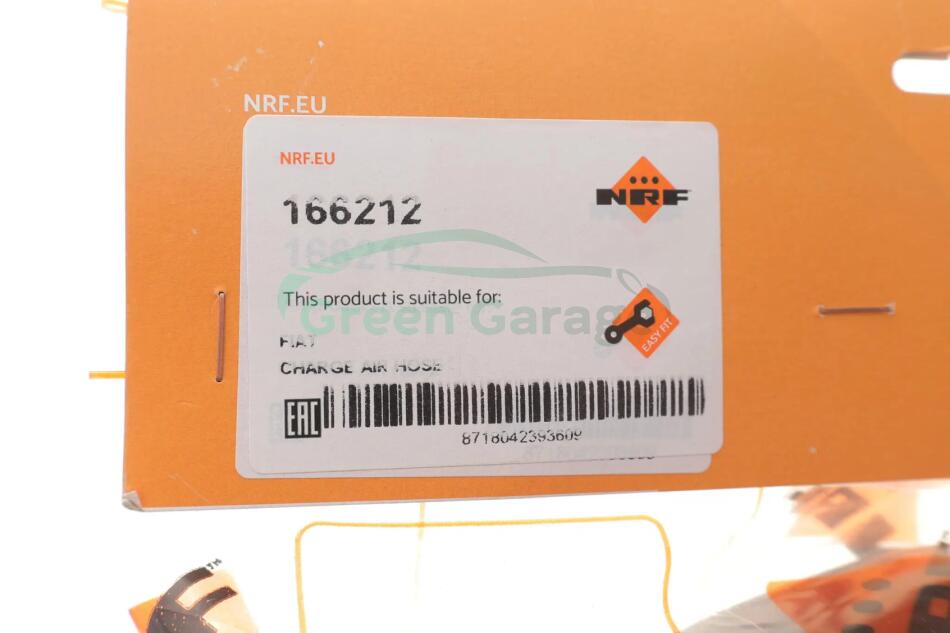 NRF.EU
NRF.EU
166212
NRF
166212
This product is suitable for:
Green Garage
EASY FIT
FIAT
CHARGE AIR HOSE
EAC
8718042393609